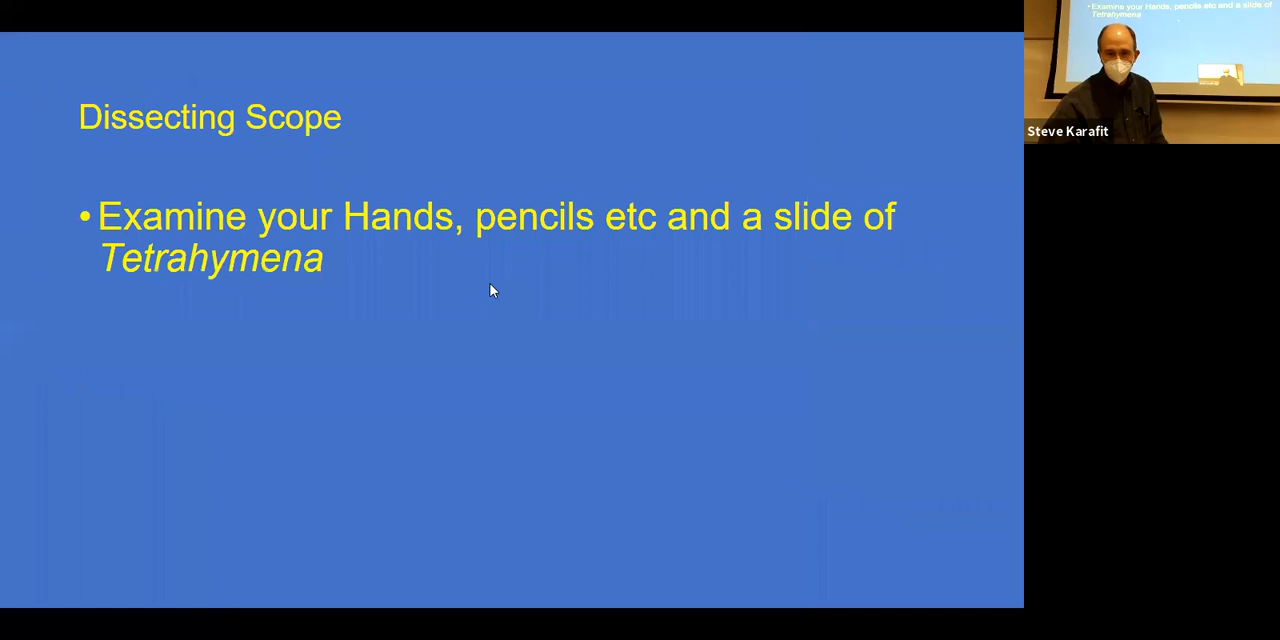 Dissecting Scope
•Examine your Hands, pencils etc and a slide of
Tetrahymena
•Examine your Hands, pencils etc and a slide of
Tetrahymena
Steve Karafit